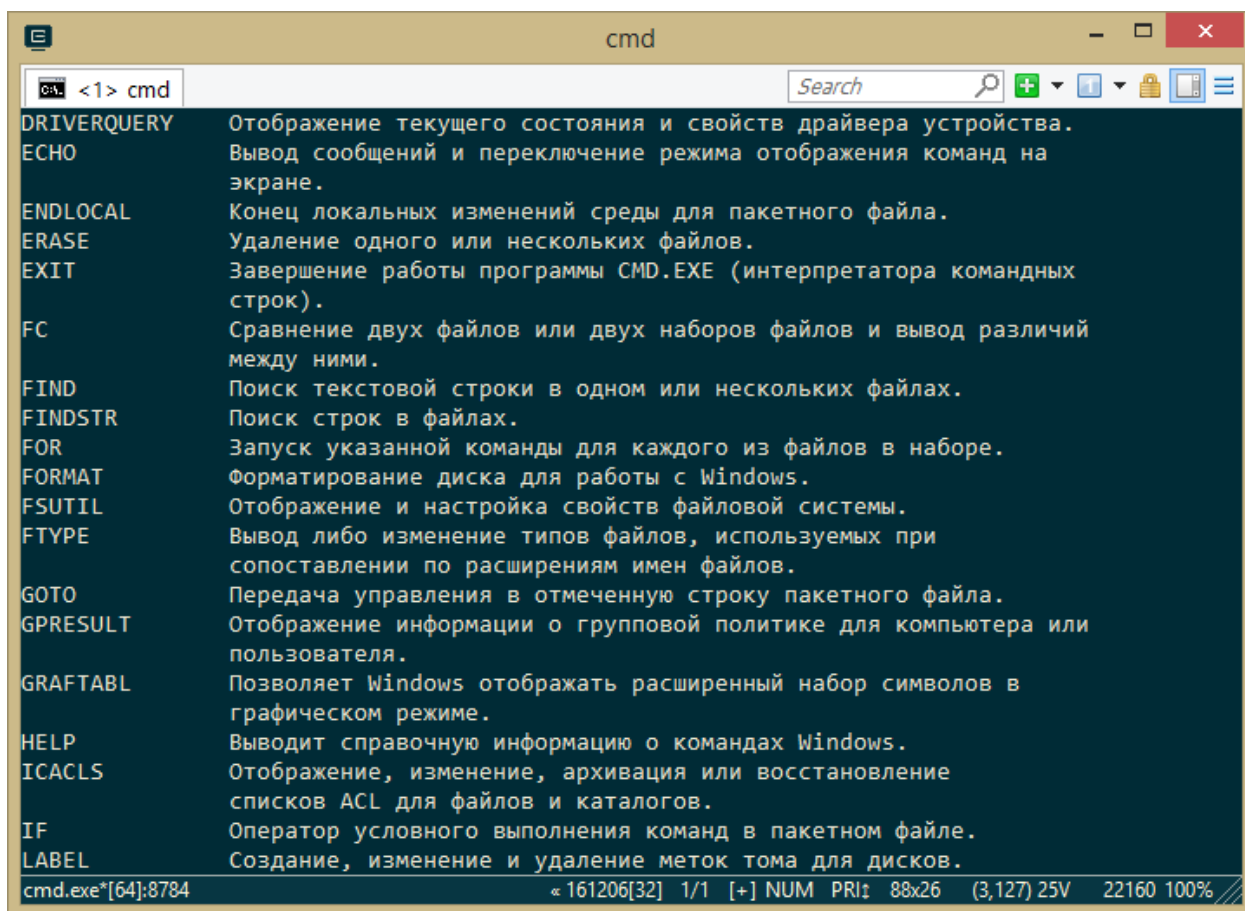 cmd
<1> cmd
Search
DRIVERQUERY Отображение текущего состояния и свойств драйвера устройства.
ECHO Вывод сообщений и переключение режима отображения команд на
экране.
ENDLOCAL Конец локальных изменений среды для пакетного файла.
ERASE Удаление одного или нескольких файлов.
EXIT Завершение работы программы CMD.EXE (интерпретатора командных
строк).
FC Сравнение двух файлов или двух наборов файлов и вывод различий
между ними.
FIND Поиск текстовой строки в одном или нескольких файлах.
FINDSTR Поиск строк в файлах.
FOR Запуск указанной команды для каждого из файлов в наборе.
FORMAT Форматирование диска для работы с Windows.
FSUTIL Отображение и настройка свойств файловой системы.
FTYPE Вывод либо изменение типов файлов, используемых при
сопоставлении по расширениям имен файлов.
GOTO Передача управления в отмеченную строку пакетного файла.
GPRESULT Отображение информации о групповой политике для компьютера или
пользователя.
GRAFTABL Позволяет Windows отображать расширенный набор символов в
графическом режиме.
HELP Выводит справочную информацию о командах Windows.
ICACLS Отображение, изменение, архивация или восстановление
списков ACL для файлов и каталогов.
IF Оператор условного выполнения команд в пакетном файле.
LABEL Создание, изменение и удаление меток тома для дисков.
cmd.exe*[64]:8784 « 161206[32] 1/1 [+] NUM PRI↕ 88x26 (3,127) 25V 22160 100%